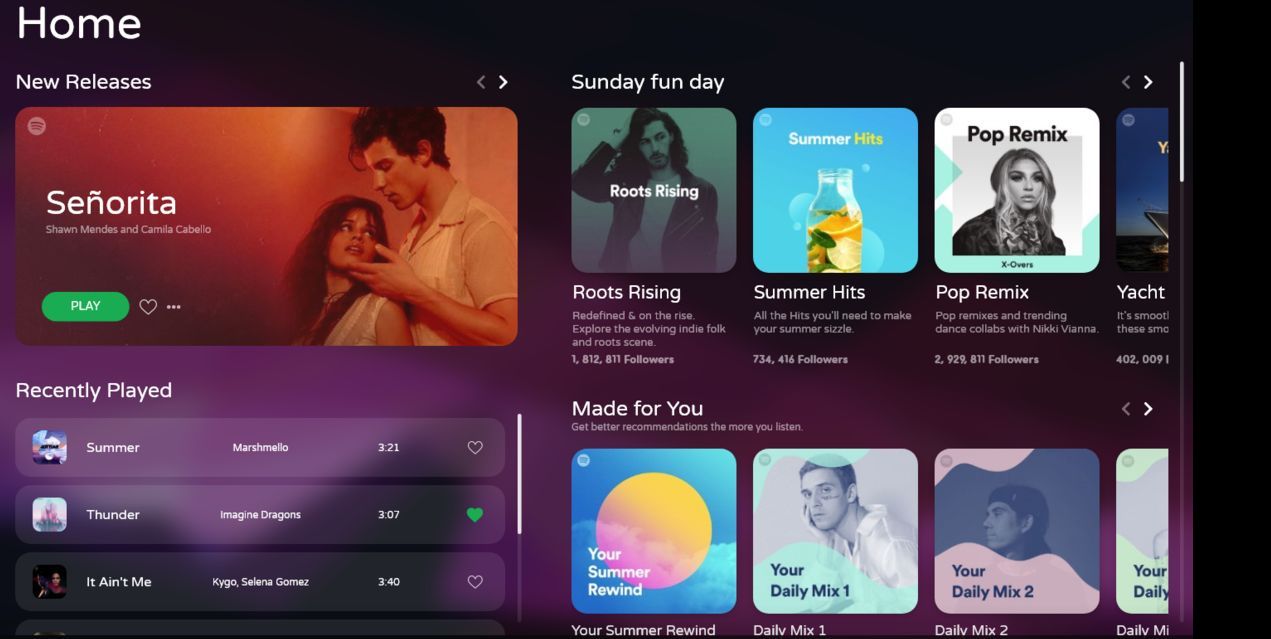 Home
New Releases
Señorita
Shawn Mendes and Camila Cabello
PLAY
Recently Played
Summer Marshmello 3:21
Thunder Imagine Dragons 3:07
It Ain't Me Kygo, Selena Gomez 3:40
Sunday fun day
Roots Rising
Summer Hits
Pop Remix
X-Overs
Roots Rising
Redefined & on the rise.
Explore the evolving indie folk
and roots scene.
1, 812, 811 Followers
Summer Hits
All the Hits you'll need to make
your summer sizzle.
734, 416 Followers
Pop Remix
Pop remixes and trending
dance collabs with Nikki Vianna.
2, 929, 811 Followers
Yacht
It's smooth
these smo
402, 009 F
Made for You
Get better recommendations the more you listen.
Your
Summer
Rewind
Your
Daily Mix 1
Your
Daily Mix 2
Your
Daily
Your Summer Rewind
Daily Mix 1
Daily Mix 2
Daily Mi